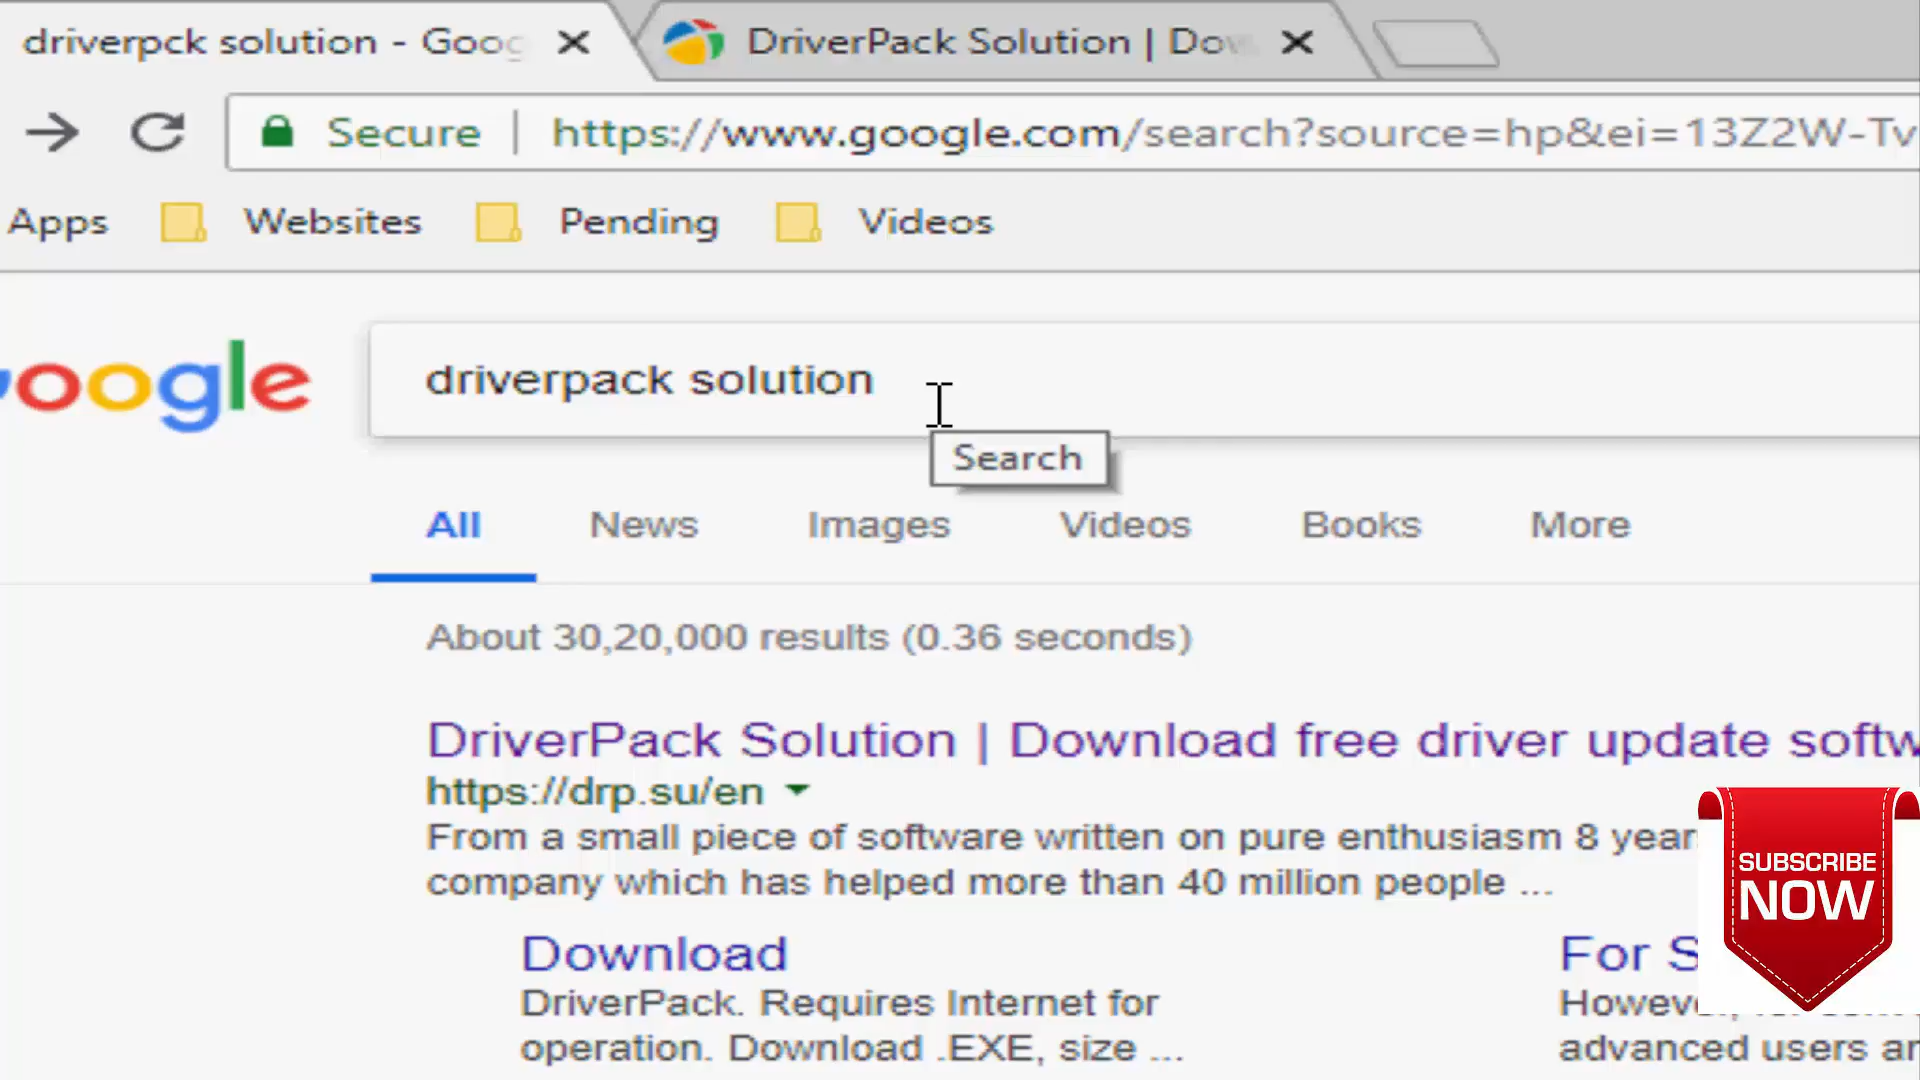 driverpck solution - Goog
DriverPack Solution | Dow
Secure | https://www.google.com/search?source=hp&ei=13Z2W-Tv
Apps Websites Pending Videos
oogle driverpack solution
Search
All News Images Videos Books More
About 30,20,000 results (0.36 seconds)
DriverPack Solution | Download free driver update softw
https://drp.su/en
From a small piece of software written on pure enthusiasm 8 year
company which has helped more than 40 million people ...
Download
DriverPack. Requires Internet for
operation. Download .EXE, size ...
For S
Howeve
advanced users ar
SUBSCRIBE
NOW